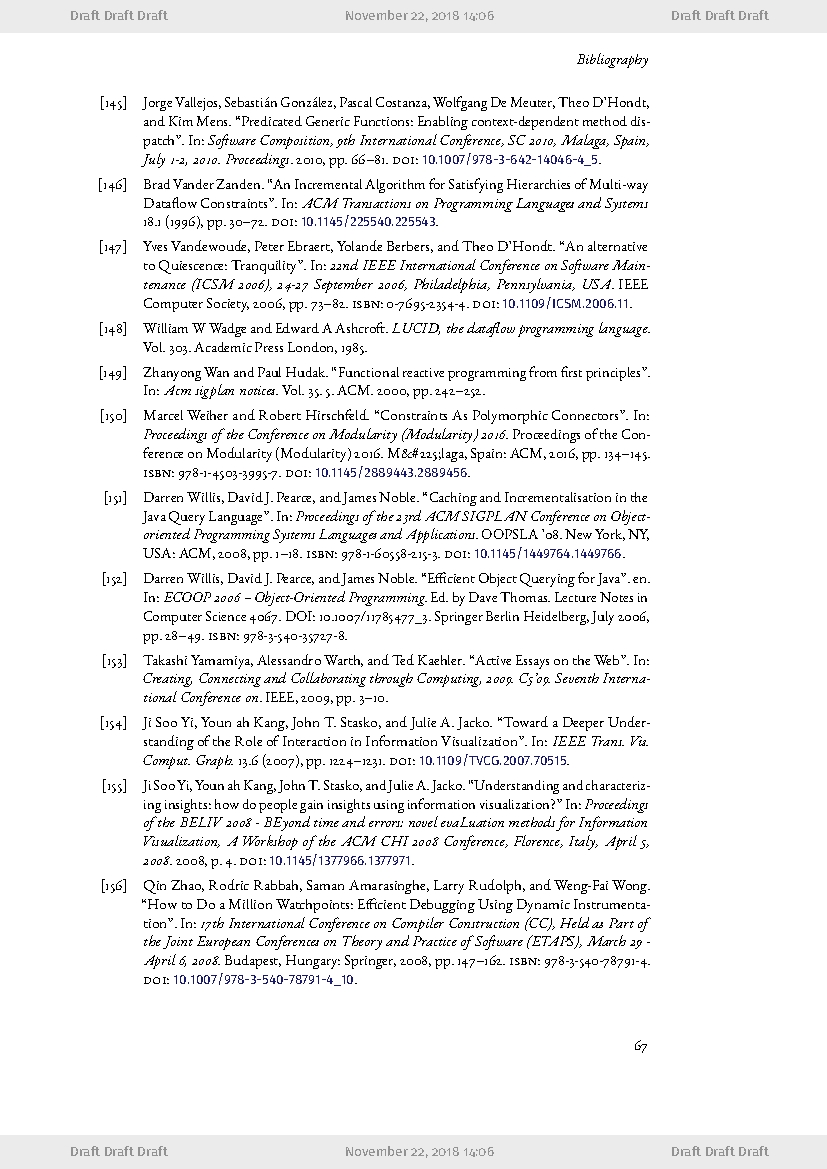 Draft Draft Draft November 22, 2018 14:06 Draft Draft Draft
Bibliography
[145] Jorge Vallejos, Sebastián González, Pascal Costanza, Wolfgang De Meuter, Theo D'Hondt,
and Kim Mens. “Predicated Generic Functions: Enabling context-dependent method dis-
patch”. In: Software Composition, 9th International Conference, SC 2010, Malaga, Spain,
July 1-2, 2010. Proceedings. 2010, pp. 66–81. DOI: 10.1007/978-3-642-14046-4_5.
[146] Brad Vander Zanden. “An Incremental Algorithm for Satisfying Hierarchies of Multi-way
Dataflow Constraints”. In: ACM Transactions on Programming Languages and Systems
18.1 (1996), pp. 30–72. DOI: 10.1145/225540.225543.
[147] Yves Vandewoude, Peter Ebraert, Yolande Berbers, and Theo D'Hondt. “An alternative
to Quiescence: Tranquility”. In: 22nd IEEE International Conference on Software Main-
tenance (ICSM 2006), 24-27 September 2006, Philadelphia, Pennsylvania, USA. IEEE
Computer Society, 2006, pp. 73–82. ISBN: 0-7695-2354-4. DOI: 10.1109/ICSM.2006.11.
[148] William W Wadge and Edward A Ashcroft. LUCID, the dataflow programming language.
Vol. 303. Academic Press London, 1985.
[149] Zhanyong Wan and Paul Hudak. “Functional reactive programming from first principles”.
In: Acm sigplan notices. Vol. 35. 5. ACM. 2000, pp. 242–252.
[150] Marcel Weiher and Robert Hirschfeld. “Constraints As Polymorphic Connectors”. In:
Proceedings of the Conference on Modularity (Modularity) 2016. Proceedings of the Con-
ference on Modularity (Modularity) 2016. M&#225;laga, Spain: ACM, 2016, pp. 134–145.
ISBN: 978-1-4503-3995-7. DOI: 10.1145/2889443.2889456.
[151] Darren Willis, David J. Pearce, and James Noble. “Caching and Incrementalisation in the
Java Query Language”. In: Proceedings of the 23rd ACM SIGPLAN Conference on Object-
oriented Programming Systems Languages and Applications. OOPSLA '08. New York, NY,
USA: ACM, 2008, pp. 1–18. ISBN: 978-1-60558-215-3. DOI: 10.1145/1449764.1449766.
[152] Darren Willis, David J. Pearce, and James Noble. “Efficient Object Querying for Java”. en.
In: ECOOP 2006 – Object-Oriented Programming. Ed. by Dave Thomas. Lecture Notes in
Computer Science 4067. DOI: 10.1007/11785477_3. Springer Berlin Heidelberg, July 2006,
pp. 28–49. ISBN: 978-3-540-35727-8.
[153] Takashi Yamamiya, Alessandro Warth, and Ted Kaehler. “Active Essays on the Web”. In:
Creating, Connecting and Collaborating through Computing, 2009. C5'09. Seventh Interna-
tional Conference on. IEEE, 2009, pp. 3–10.
[154] Ji Soo Yi, Youn ah Kang, John T. Stasko, and Julie A. Jacko. “Toward a Deeper Under-
standing of the Role of Interaction in Information Visualization”. In: IEEE Trans. Vis.
Comput. Graph. 13.6 (2007), pp. 1224–1231. DOI: 10.1109/TVCG.2007.70515.
[155] Ji Soo Yi, Youn ah Kang, John T. Stasko, and Julie A. Jacko. “Understanding and characteriz-
ing insights: how do people gain insights using information visualization?” In: Proceedings
of the BELIV 2008 - BEyond time and errors: novel evaLuation methods for Information
Visualization, A Workshop of the ACM CHI 2008 Conference, Florence, Italy, April 5,
2008. 2008, p. 4. DOI: 10.1145/1377966.1377971.
[156] Qin Zhao, Rodric Rabbah, Saman Amarasinghe, Larry Rudolph, and Weng-Fai Wong.
“How to Do a Million Watchpoints: Efficient Debugging Using Dynamic Instrumenta-
tion”. In: 17th International Conference on Compiler Construction (CC), Held as Part of
the Joint European Conferences on Theory and Practice of Software (ETAPS), March 29 -
April 6, 2008. Budapest, Hungary: Springer, 2008, pp. 147–162. ISBN: 978-3-540-78791-4.
DOI: 10.1007/978-3-540-78791-4_10.
67
Draft Draft Draft November 22, 2018 14:06 Draft Draft Draft